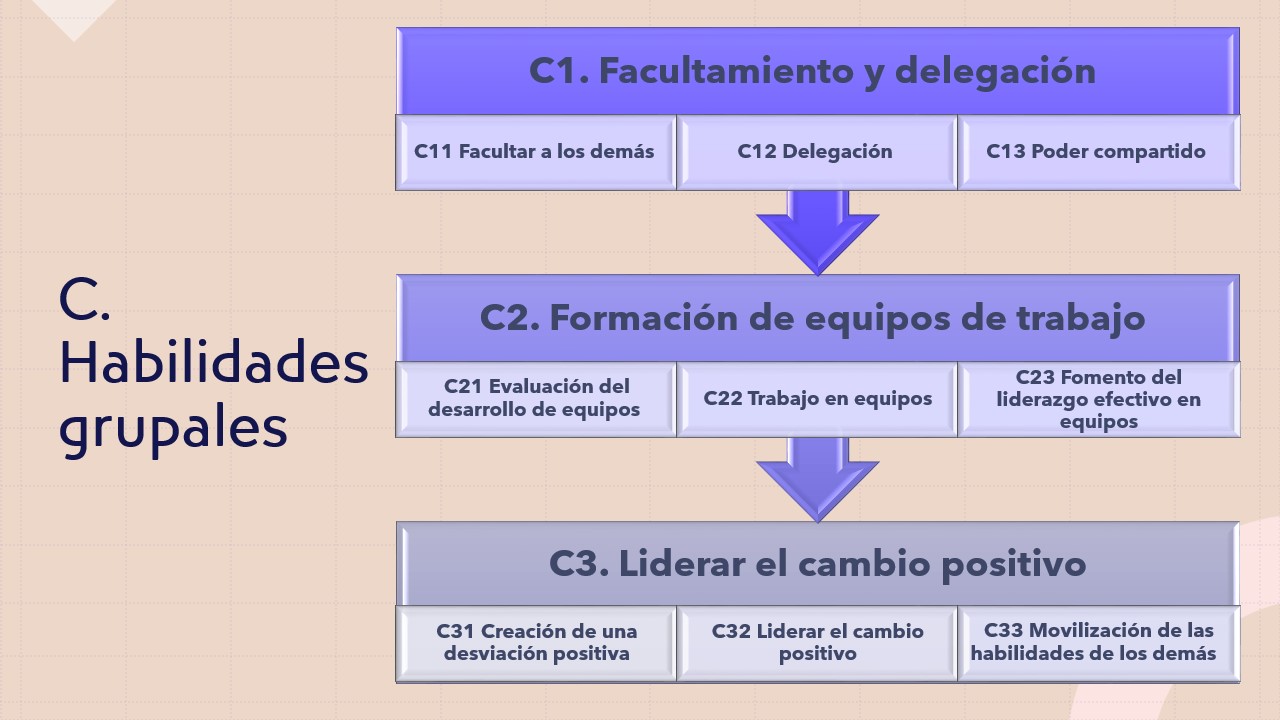 C.
Habilidades
grupales
C1. Facultamiento y delegación
C11 Facultar a los demás
C12 Delegación
C13 Poder compartido
C2. Formación de equipos de trabajo
C21 Evaluación del
desarrollo de equipos
C22 Trabajo en equipos
C23 Fomento del
liderazgo efectivo en
equipos
C3. Liderar el cambio positivo
C31 Creación de una
desviación positiva
C32 Liderar el cambio
positivo
C33 Movilización de las
habilidades de los demás